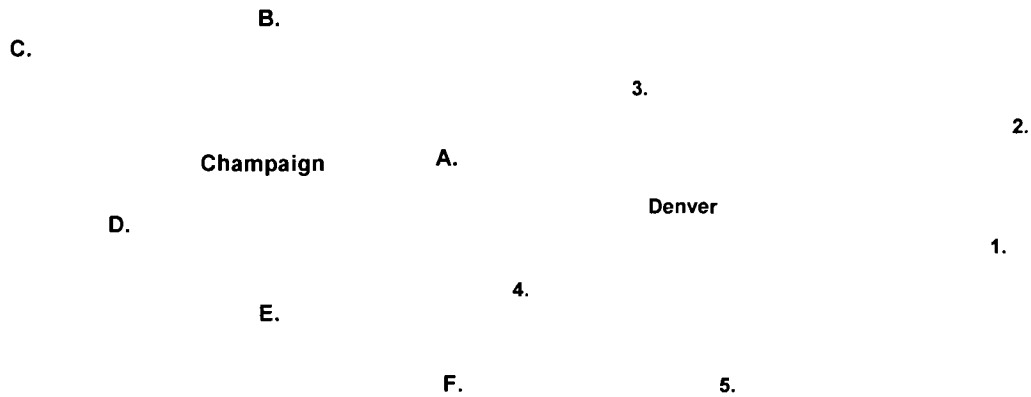 B.
C.
3.
2.
Champaign
A.
Denver
D.
1.
4.
E.
F.
5.